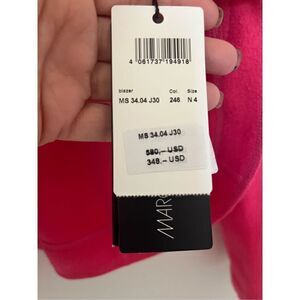 4 061737 194918
blazer Col. Size
MS 34.04 J30 246 N 4
MS 34.04 J30
580,– USD
348,– USD